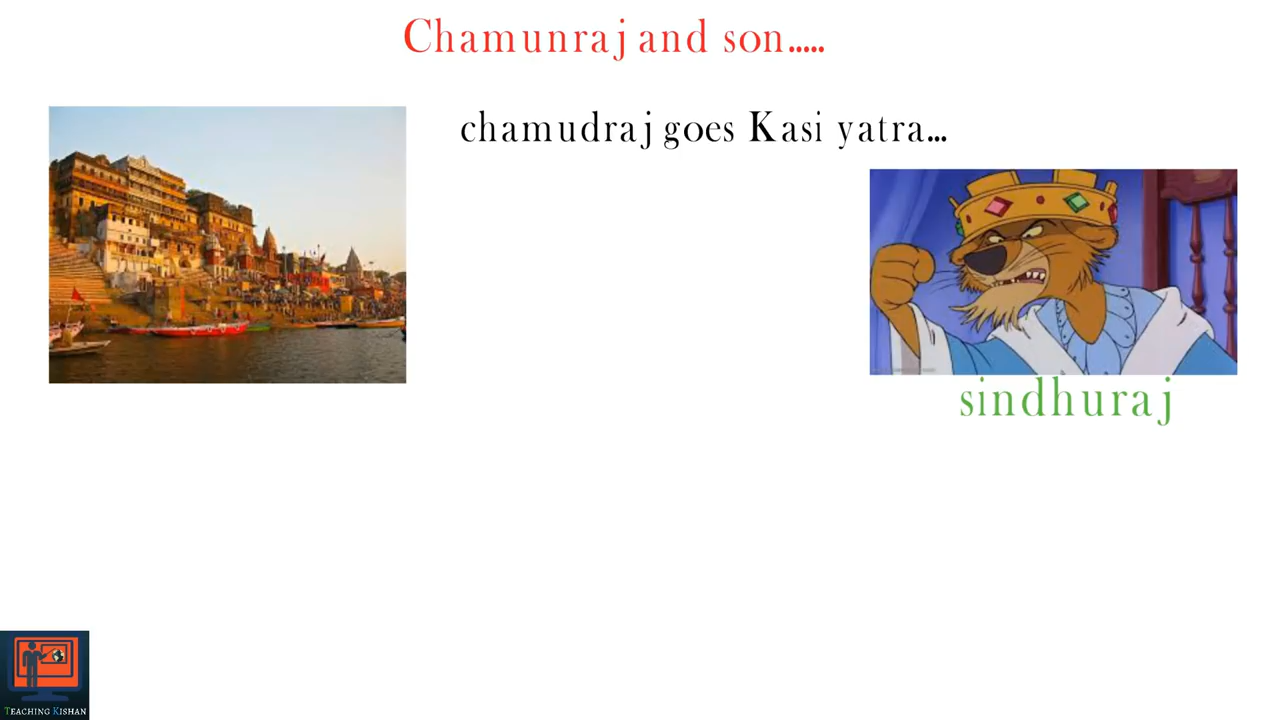 Chamunraj and son.....
chamudraj goes Kasi yatra...
sindhuraj
TEACHING KISHAN